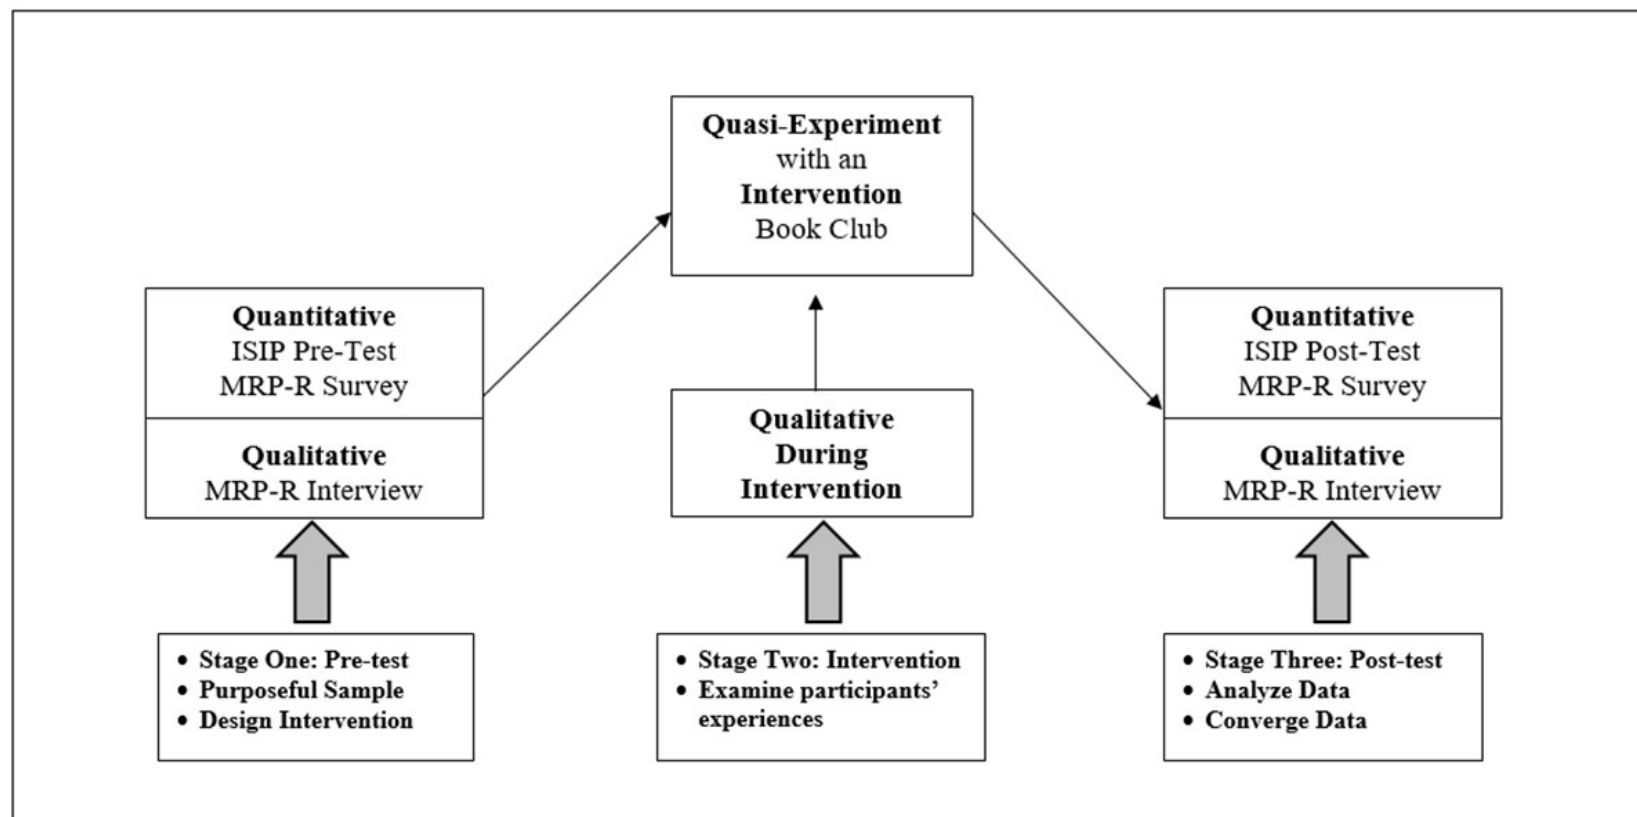 Quasi-Experiment
with an
Intervention
Book Club
Quantitative
ISIP Pre-Test
MRP-R Survey
Qualitative
MRP-R Interview
Qualitative
During
Intervention
Quantitative
ISIP Post-Test
MRP-R Survey
Qualitative
MRP-R Interview
• Stage One: Pre-test
• Purposeful Sample
• Design Intervention
• Stage Two: Intervention
• Examine participants’
experiences
• Stage Three: Post-test
• Analyze Data
• Converge Data